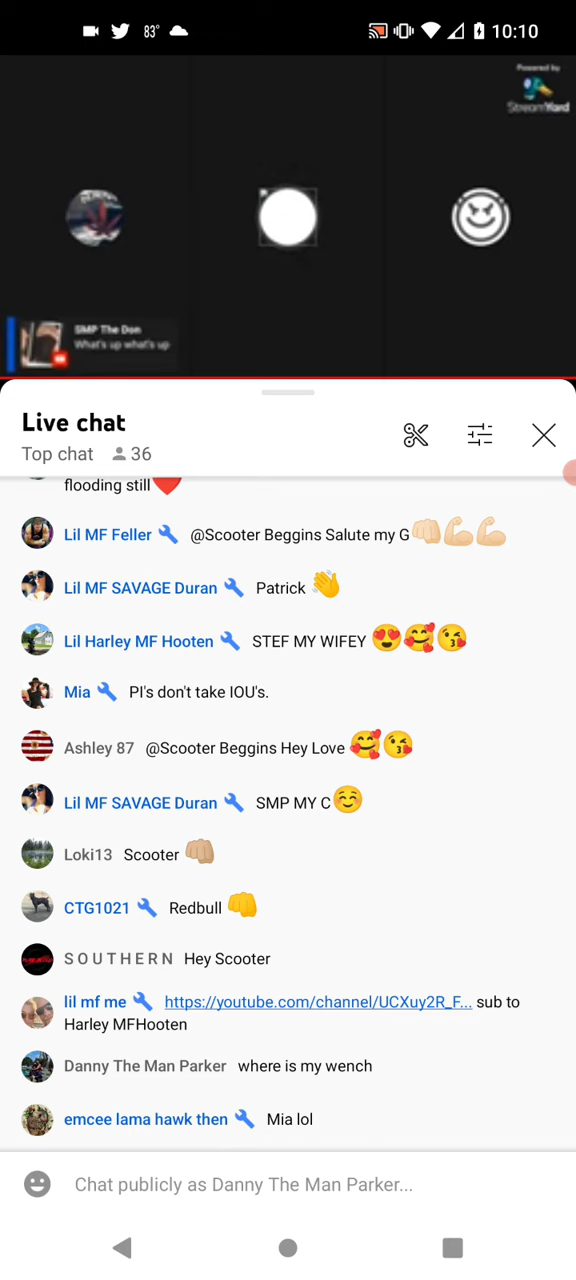 83° 10:10
Powered by
StreamYard
SMP The Don
What's up what's up
Live chat
Top chat 36
flooding still❤️
Lil MF Feller @Scooter Beggins Salute my G👊🏼💪🏼💪🏼
Lil MF SAVAGE Duran Patrick 👋
Lil Harley MF Hooten STEF MY WIFEY 😍🥰😘
Mia PI's don't take IOU's.
Ashley 87 @Scooter Beggins Hey Love 🥰😘
Lil MF SAVAGE Duran SMP MY C☺️
Loki13 Scooter 👊🏼
CTG1021 Redbull 👊
S O U T H E R N Hey Scooter
lil mf me https://youtube.com/channel/UCXuy2R_F... sub to
Harley MFHooten
Danny The Man Parker where is my wench
emcee lama hawk then Mia lol
Chat publicly as Danny The Man Parker...